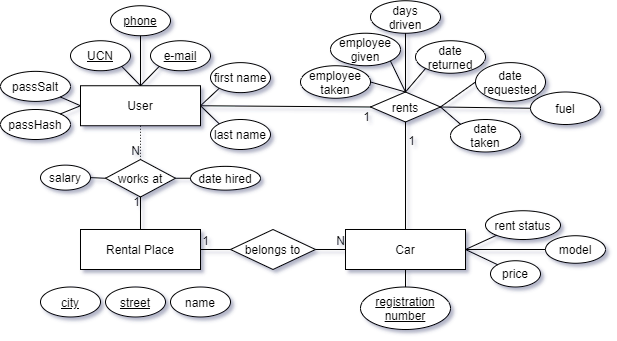 phone
days
driven
UCN
e-mail
employee
given
date
returned
passSalt
first name
employee
taken
date
requested
User
rents
fuel
passHash
last name
1
date
taken
1
N
salary
works at
date hired
1
rent status
Rental Place
1
belongs to
N
Car
model
price
city
street
name
registration
number